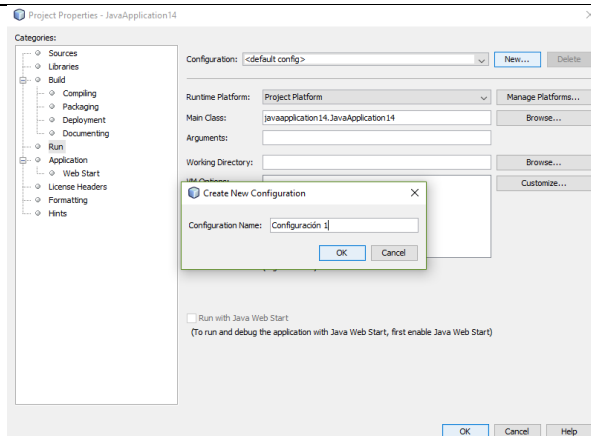 Project Properties - JavaApplication14
Categories:
Sources
Libraries
Build
Compiling
Packaging
Deployment
Documenting
Run
Application
Web Start
License Headers
Formatting
Hints
Configuration: <default config> New... Delete
Runtime Platform: Project Platform Manage Platforms...
Main Class: javaapplication14.JavaApplication14 Browse...
Arguments:
Working Directory: Browse...
VM Options: Customize...
Create New Configuration
Configuration Name: Configuración 1
OK Cancel
Run with Java Web Start
(To run and debug the application with Java Web Start, first enable Java Web Start)
OK Cancel Help